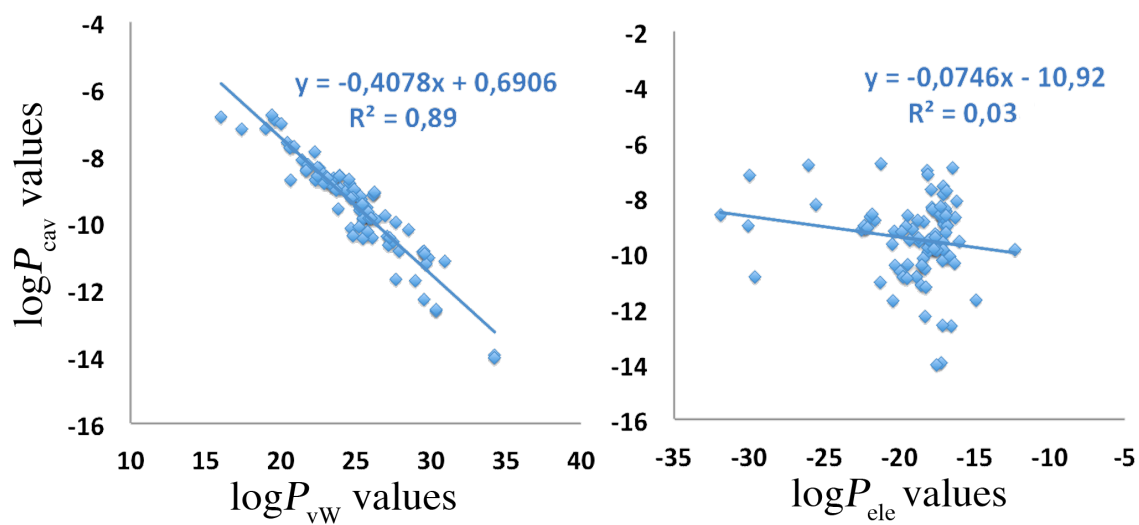 -4
-6
-8
-10
-12
-14
-16
logPcav values
y = -0,4078x + 0,6906
R² = 0,89
10 15 20 25 30 35 40
logPvW values
-2
-4
-6
-8
-10
-12
-14
-16
y = -0,0746x - 10,92
R² = 0,03
-35 -30 -25 -20 -15 -10 -5
logPele values